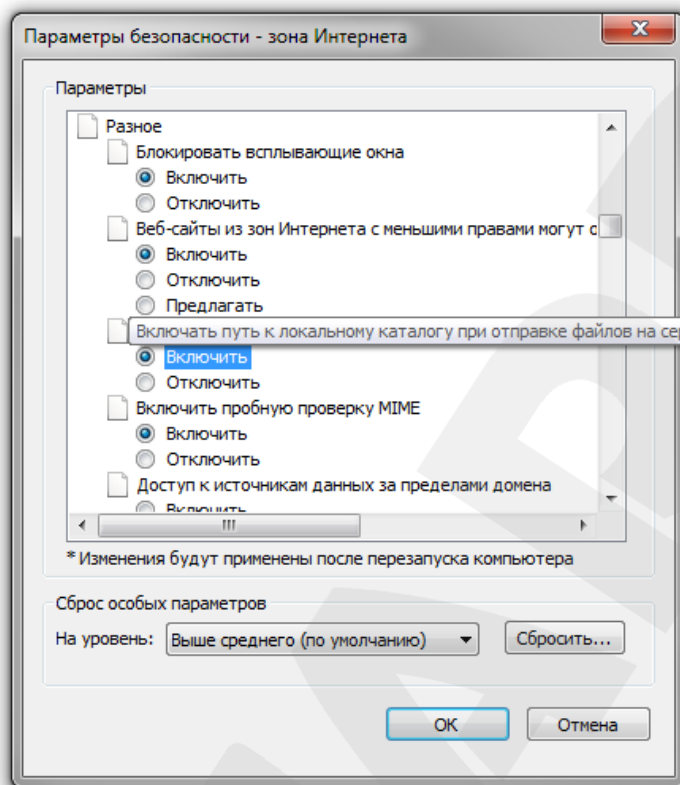 Параметры безопасности - зона Интернета
Параметры
Разное
Блокировать всплывающие окна
Включить
Отключить
Веб-сайты из зон Интернета с меньшими правами могут
Включить
Отключить
Предлагать
Включать путь к локальному каталогу при отправке файлов на
Включить
Отключить
Включить пробную проверку MIME
Включить
Отключить
Доступ к источникам данных за пределами домена
Включить
* Изменения будут применены после перезапуска компьютера
Сброс особых параметров
На уровень: Выше среднего (по умолчанию) Сбросить...
ОК Отмена